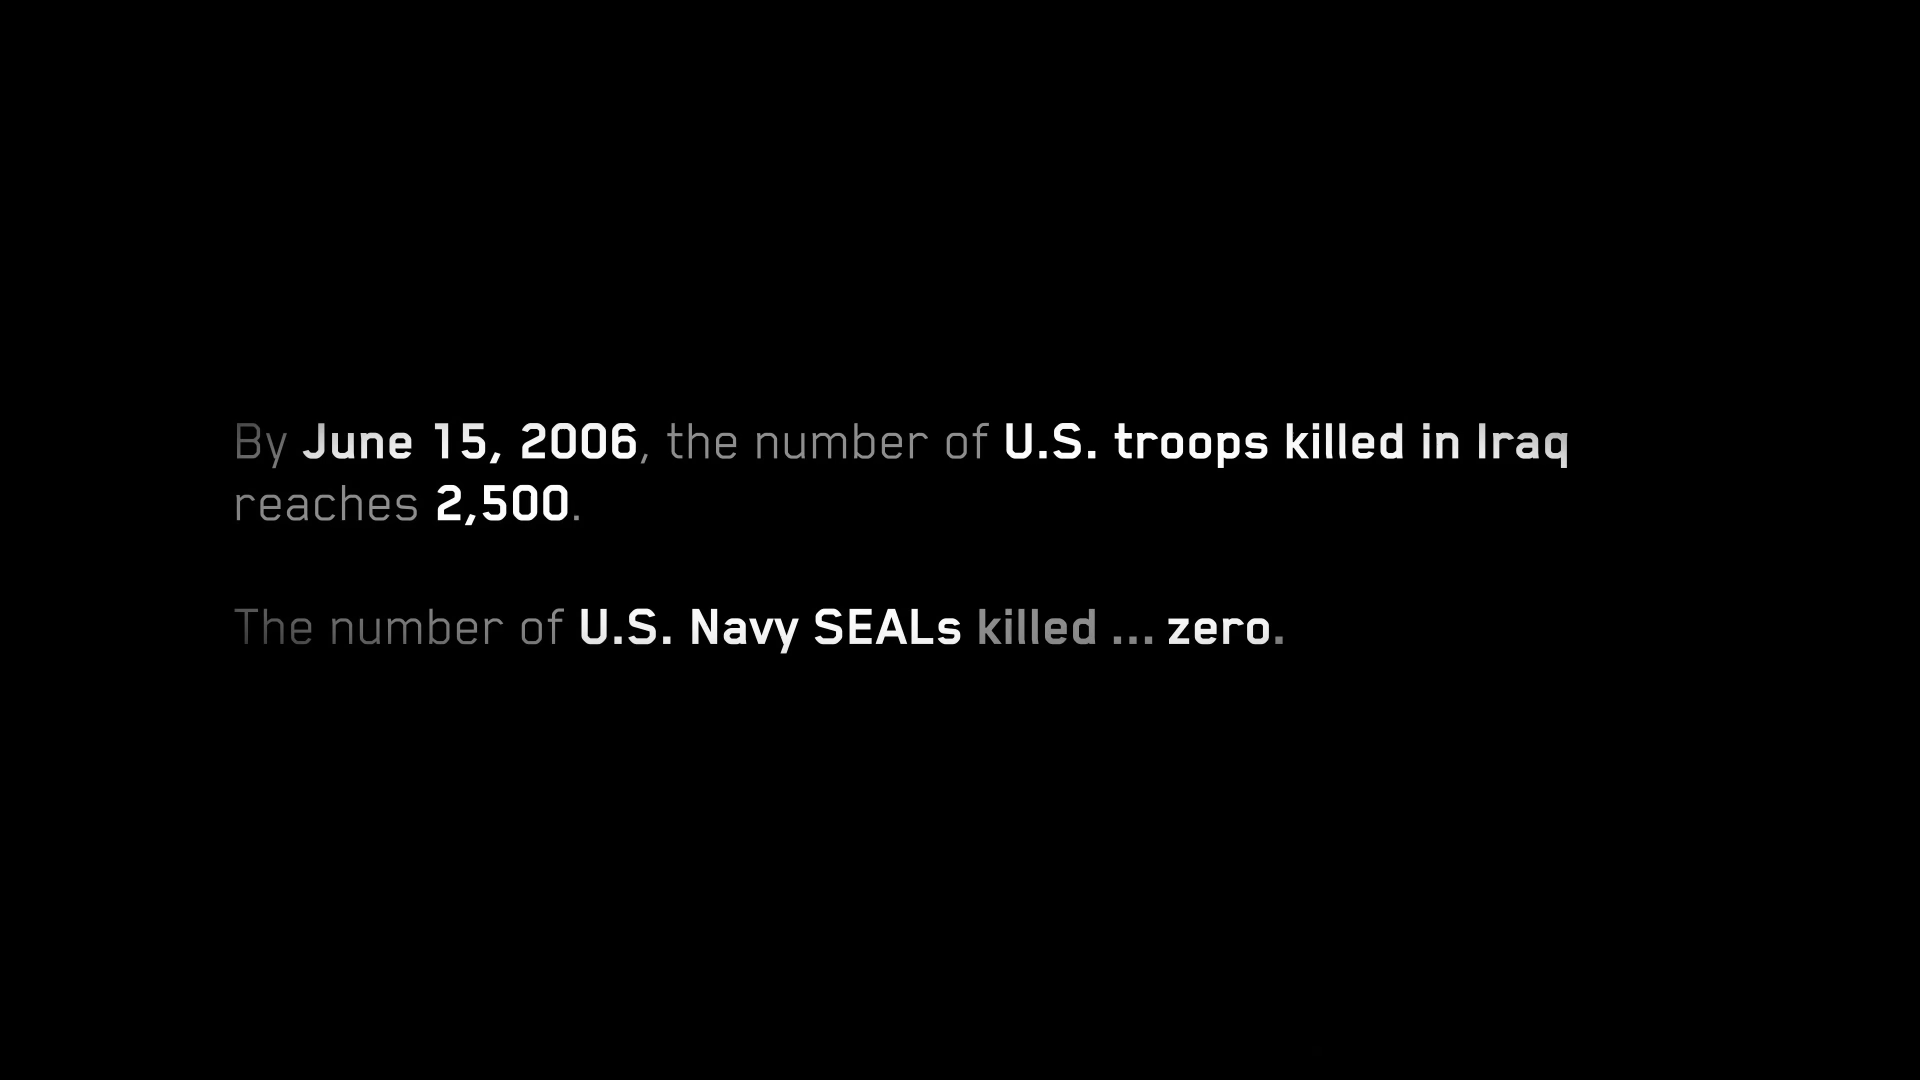 By June 15, 2006, the number of U.S. troops killed in Iraq
reaches 2,500.
The number of U.S. Navy SEALs killed ... zero.